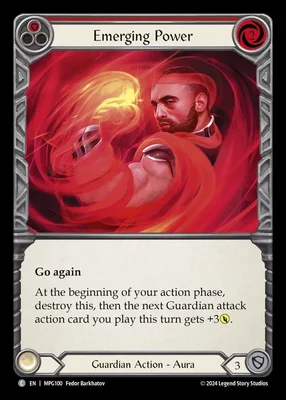 Emerging Power
Go again
At the beginning of your action phase,
destroy this, then the next Guardian attack
action card you play this turn gets +3.
Guardian Action - Aura
3
C EN | MPG100 Fedor Barkhatov
©2024 Legend Story Studios